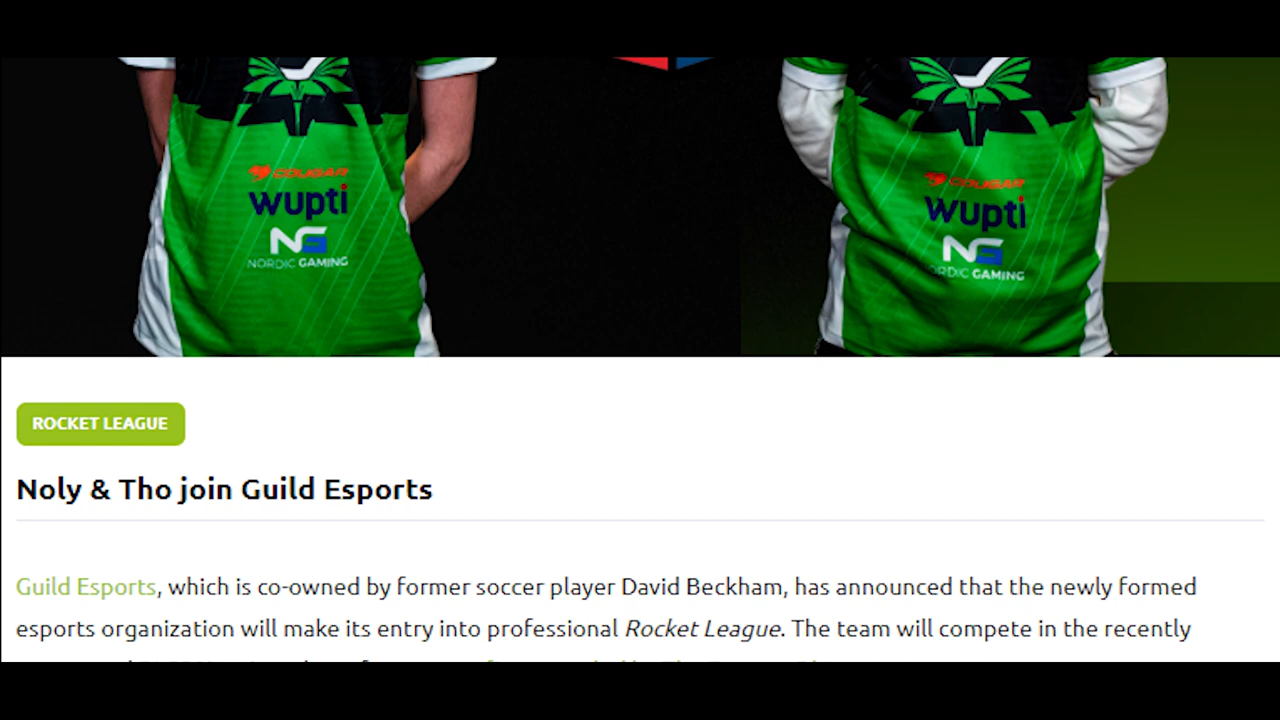 COUGAR
wupti
NG
NORDIC GAMING
COUGAR
wupti
NG
NORDIC GAMING
ROCKET LEAGUE
Noly & Tho join Guild Esports
Guild Esports, which is co-owned by former soccer player David Beckham, has announced that the newly formed
esports organization will make its entry into professional Rocket League. The team will compete in the recently